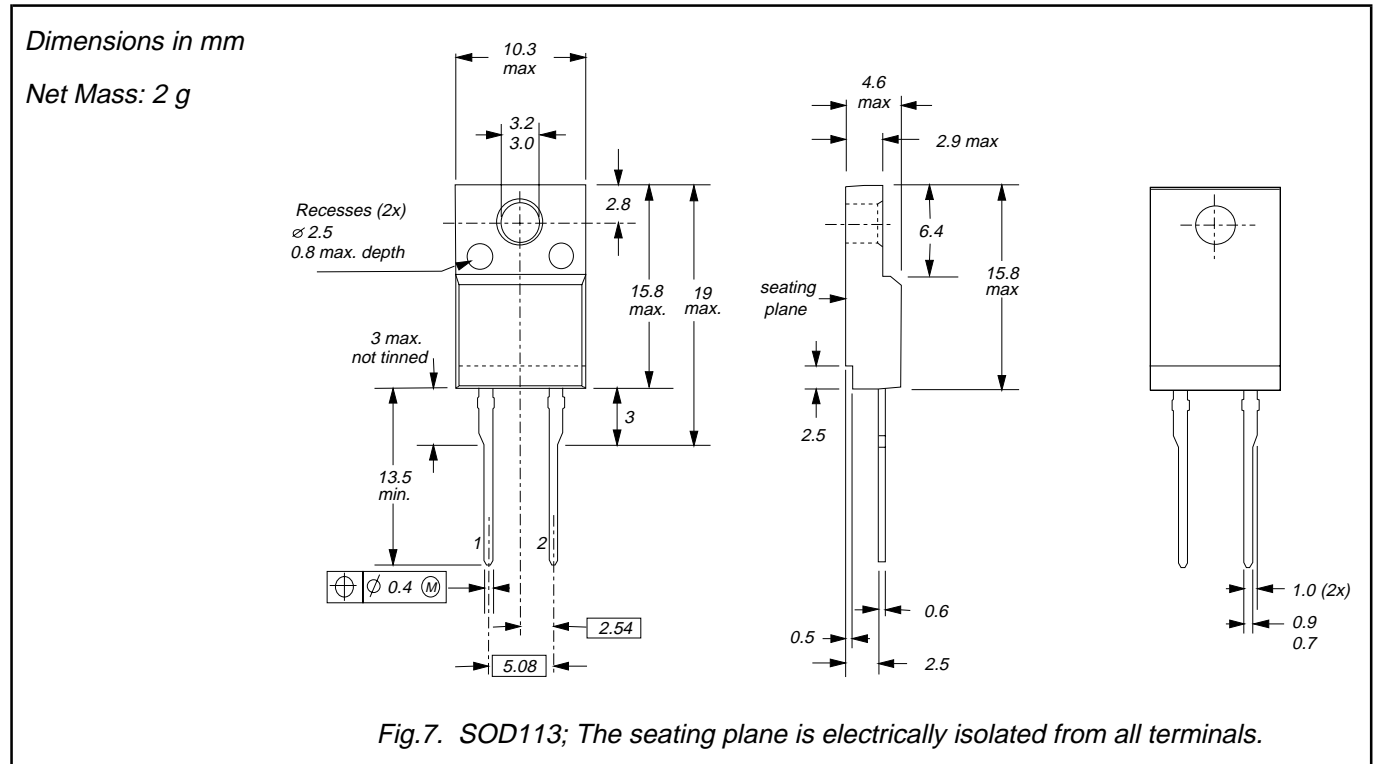 Dimensions in mm
Net Mass: 2 g
10.3
max
3.2
3.0
2.8
Recesses (2x)
⌀ 2.5
0.8 max. depth
15.8
max.
19
max.
3 max.
not tinned
3
13.5
min.
1
2
⌀ 0.4 Ⓜ
2.54
5.08
4.6
max
2.9 max
6.4
15.8
max
seating
plane
2.5
0.6
0.5
2.5
1.0 (2x)
0.9
0.7
Fig.7. SOD113; The seating plane is electrically isolated from all terminals.